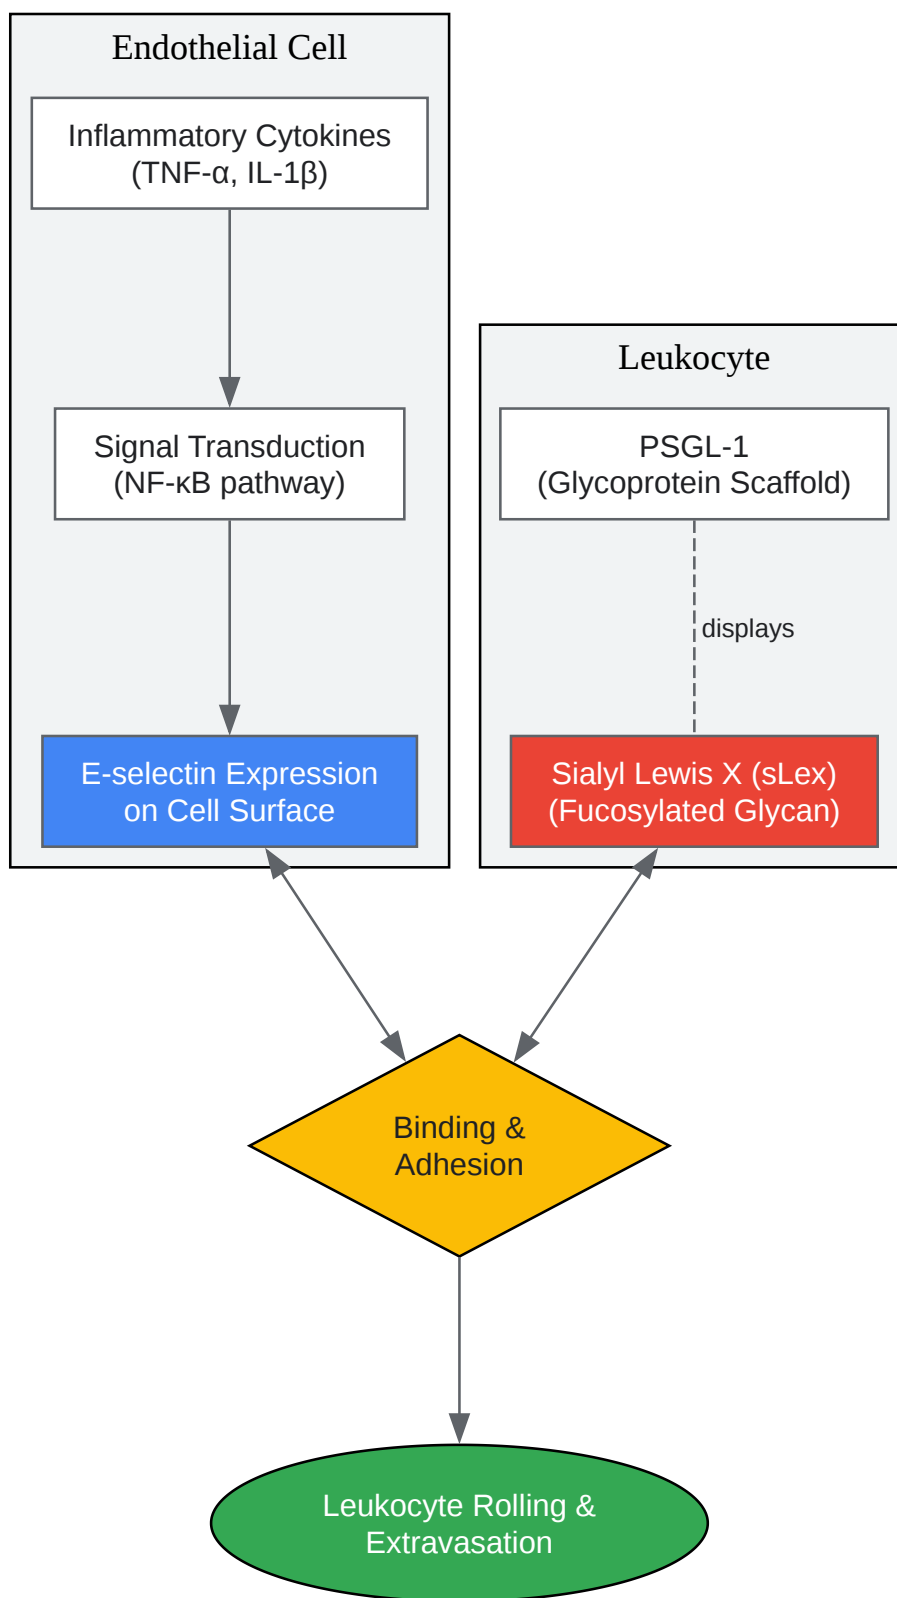 Endothelial Cell
Inflammatory Cytokines
(TNF-α, IL-1β)
Signal Transduction
(NF-κB pathway)
E-selectin Expression
on Cell Surface
Leukocyte
PSGL-1
(Glycoprotein Scaffold)
displays
Sialyl Lewis X (sLex)
(Fucosylated Glycan)
Binding &
Adhesion
Leukocyte Rolling &
Extravasation